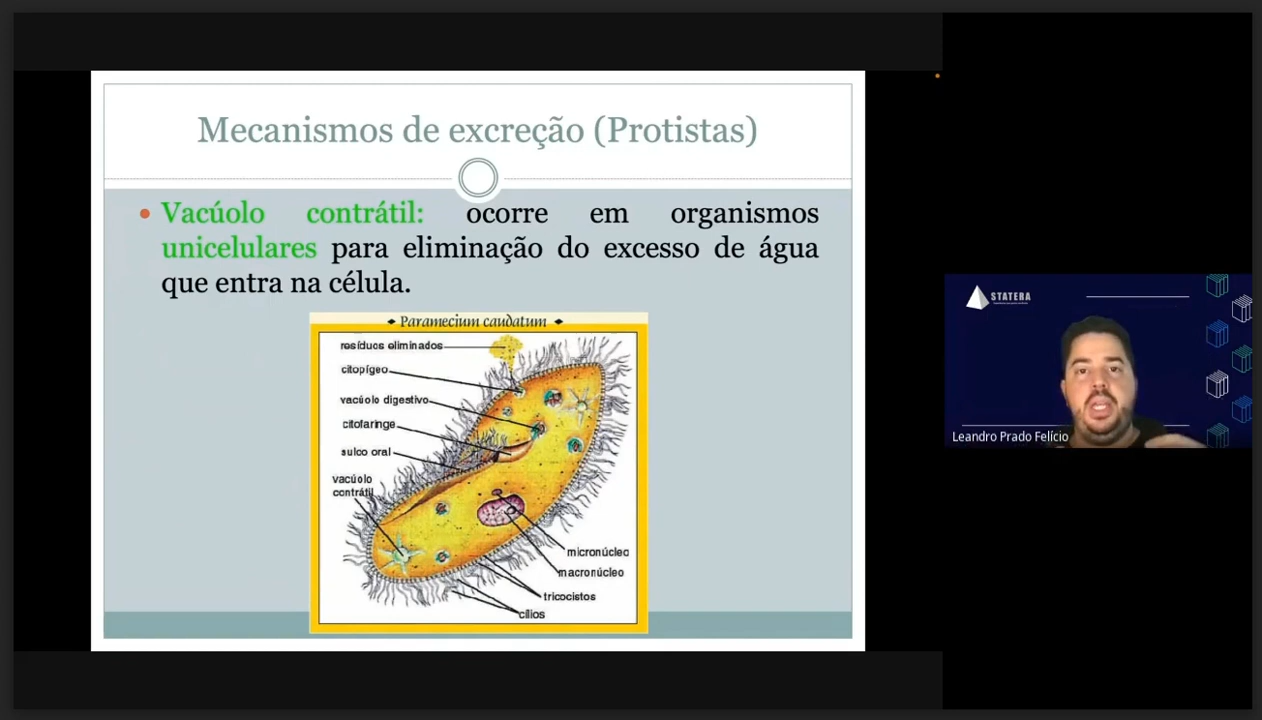 Mecanismos de excreção (Protistas)
Vacúolo contrátil: ocorre em organismos
unicelulares para eliminação do excesso de água
que entra na célula.
Paramecium caudatum
resíduos eliminados
citopígeo
vacúolo digestivo
citofaringe
sulco oral
vacúolo
contrátil
micronúcleo
macronúcleo
tricocistos
cílios
STATERA
Leandro Prado Felício